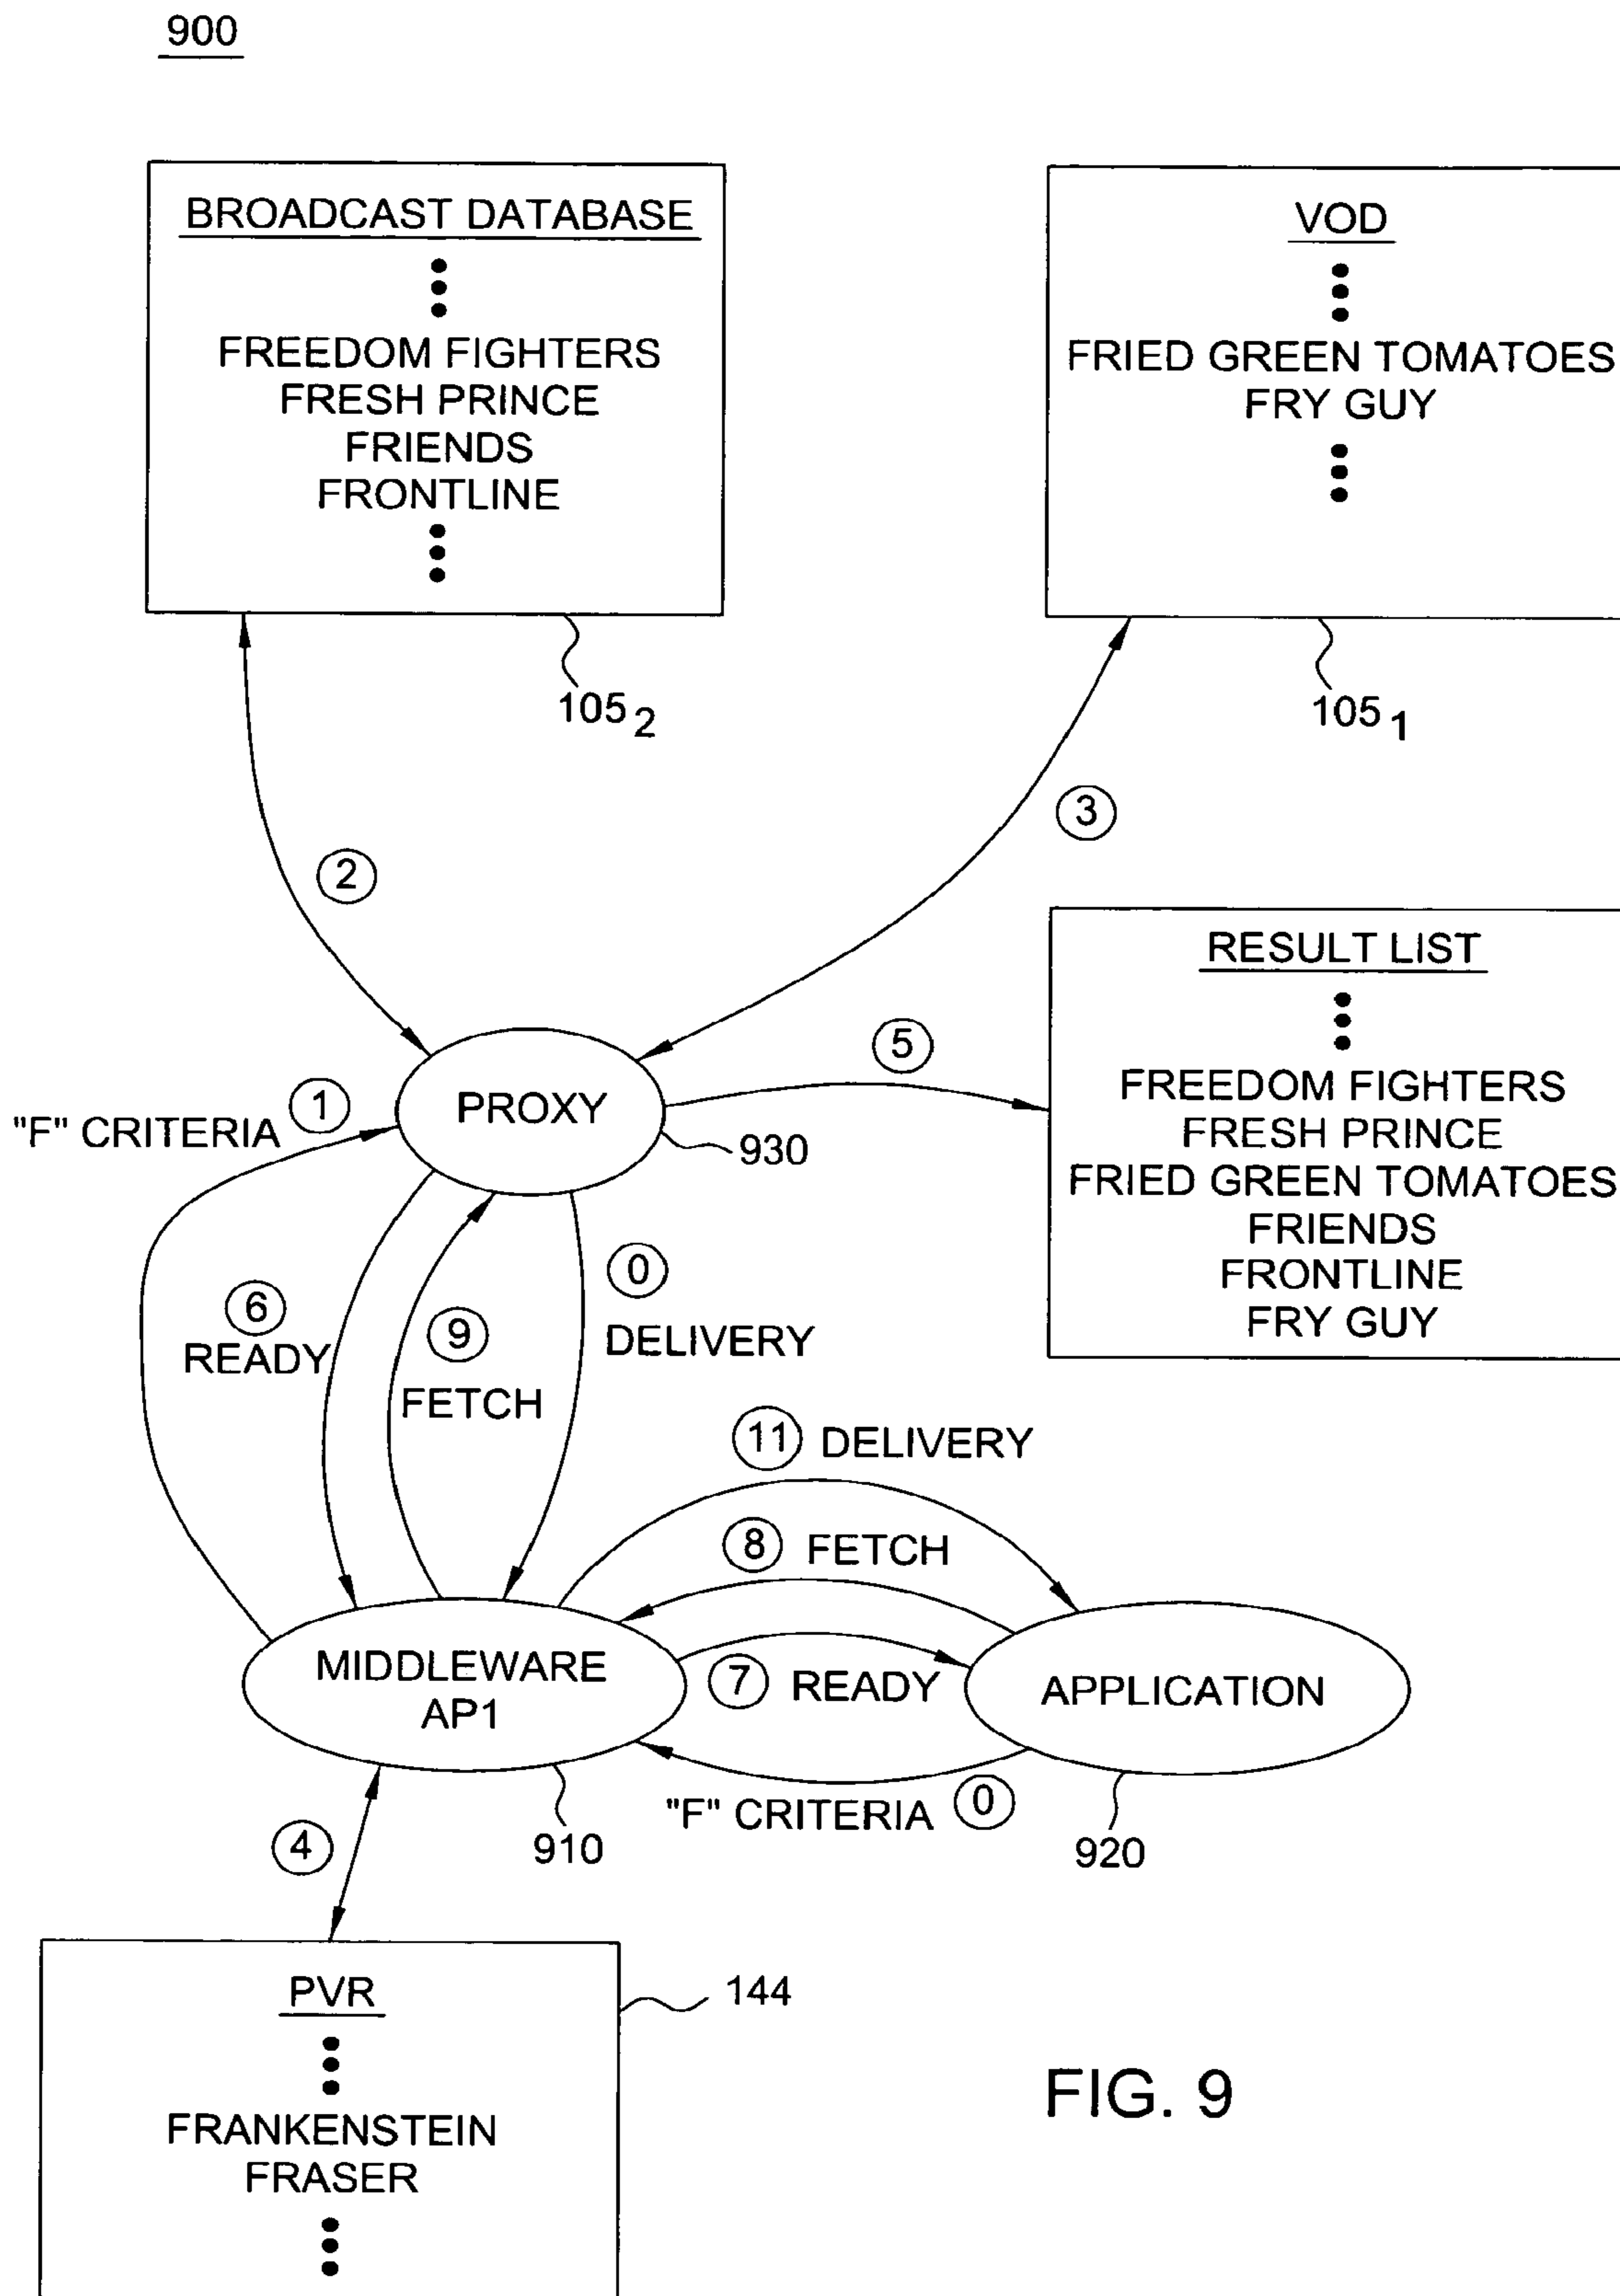 900
BROADCAST DATABASE
FREEDOM FIGHTERS
FRESH PRINCE
FRIENDS
FRONTLINE
105 2
VOD
FRIED GREEN TOMATOES
FRY GUY
105 1
2
3
RESULT LIST
FREEDOM FIGHTERS
FRESH PRINCE
FRIED GREEN TOMATOES
FRIENDS
FRONTLINE
FRY GUY
5
1
"F" CRITERIA
PROXY
930
6
READY
9
FETCH
0
DELIVERY
11 DELIVERY
8 FETCH
7 READY
MIDDLEWARE
AP1
APPLICATION
"F" CRITERIA 0
910
920
4
PVR
FRANKENSTEIN
FRASER
144
FIG. 9